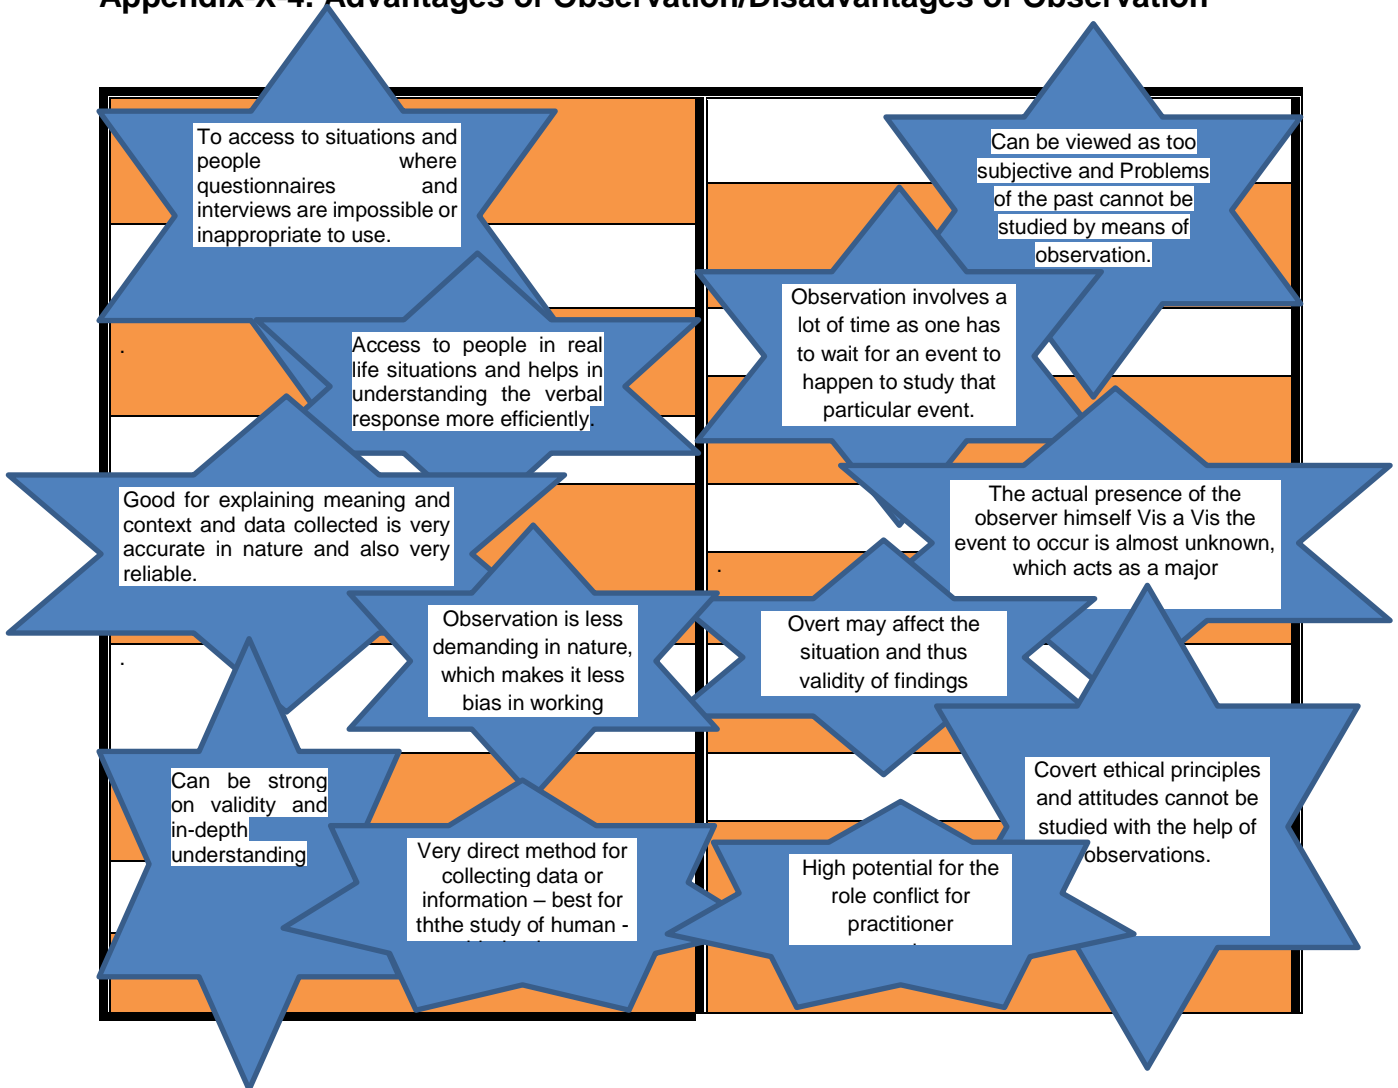 Appendix-X-4: Advantages of Observation/Disadvantages of Observation
To access to situations and
people where
questionnaires and
interviews are impossible or
inappropriate to use.
.
Access to people in real
life situations and helps in
understanding the verbal
response more efficiently.
Good for explaining meaning and
context and data collected is very
accurate in nature and also very
reliable.
.
Observation is less
demanding in nature,
which makes it less
bias in working
Can be strong
on validity and
in-depth
understanding
Very direct method for
collecting data or
information – best for
ththe study of human -
Can be viewed as too
subjective and Problems
of the past cannot be
studied by means of
observation.
Observation involves a
lot of time as one has
to wait for an event to
happen to study that
particular event.
The actual presence of the
observer himself Vis a Vis the
event to occur is almost unknown,
which acts as a major
.
Overt may affect the
situation and thus
validity of findings
Covert ethical principles
and attitudes cannot be
studied with the help of
observations.
High potential for the
role conflict for
practitioner